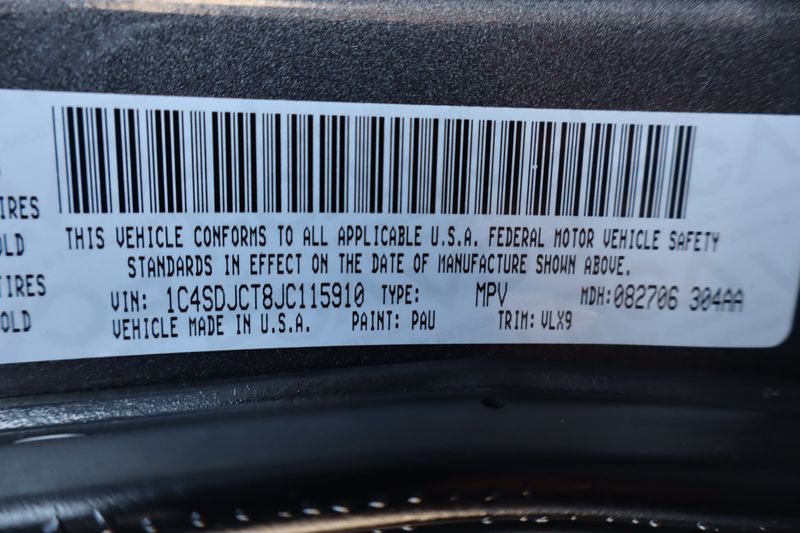 IRES
OLD
TIRES
OLD
THIS VEHICLE CONFORMS TO ALL APPLICABLE U.S.A. FEDERAL MOTOR VEHICLE SAFETY
STANDARDS IN EFFECT ON THE DATE OF MANUFACTURE SHOWN ABOVE.
VIN: 1C4SDJCT8JC115910 TYPE: MPV MDH:082706 304AA
VEHICLE MADE IN U.S.A. PAINT: PAU TRIM: VLX9